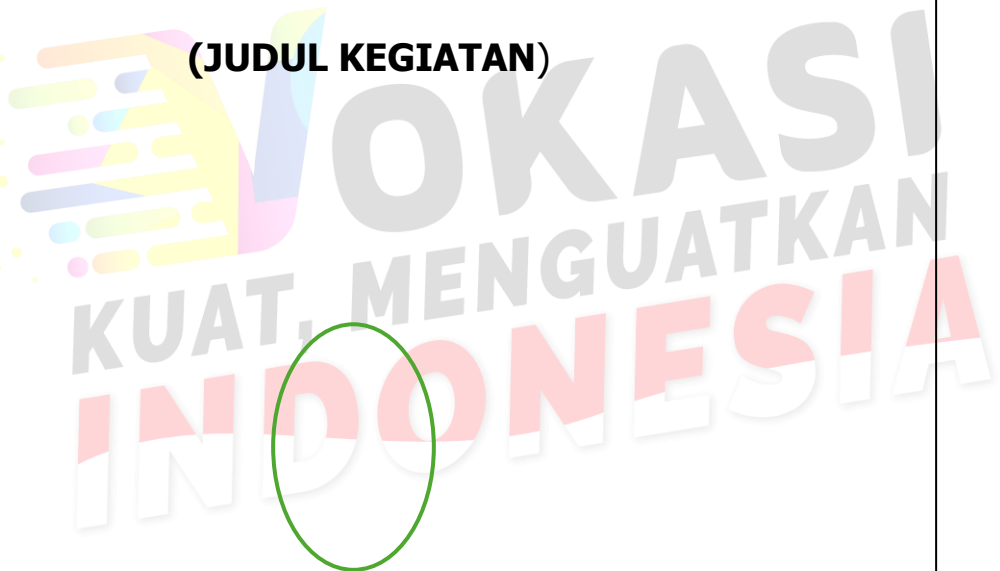 (JUDUL KEGIATAN)
VOKASI
KUAT, MENGUATKAN
INDONESIA